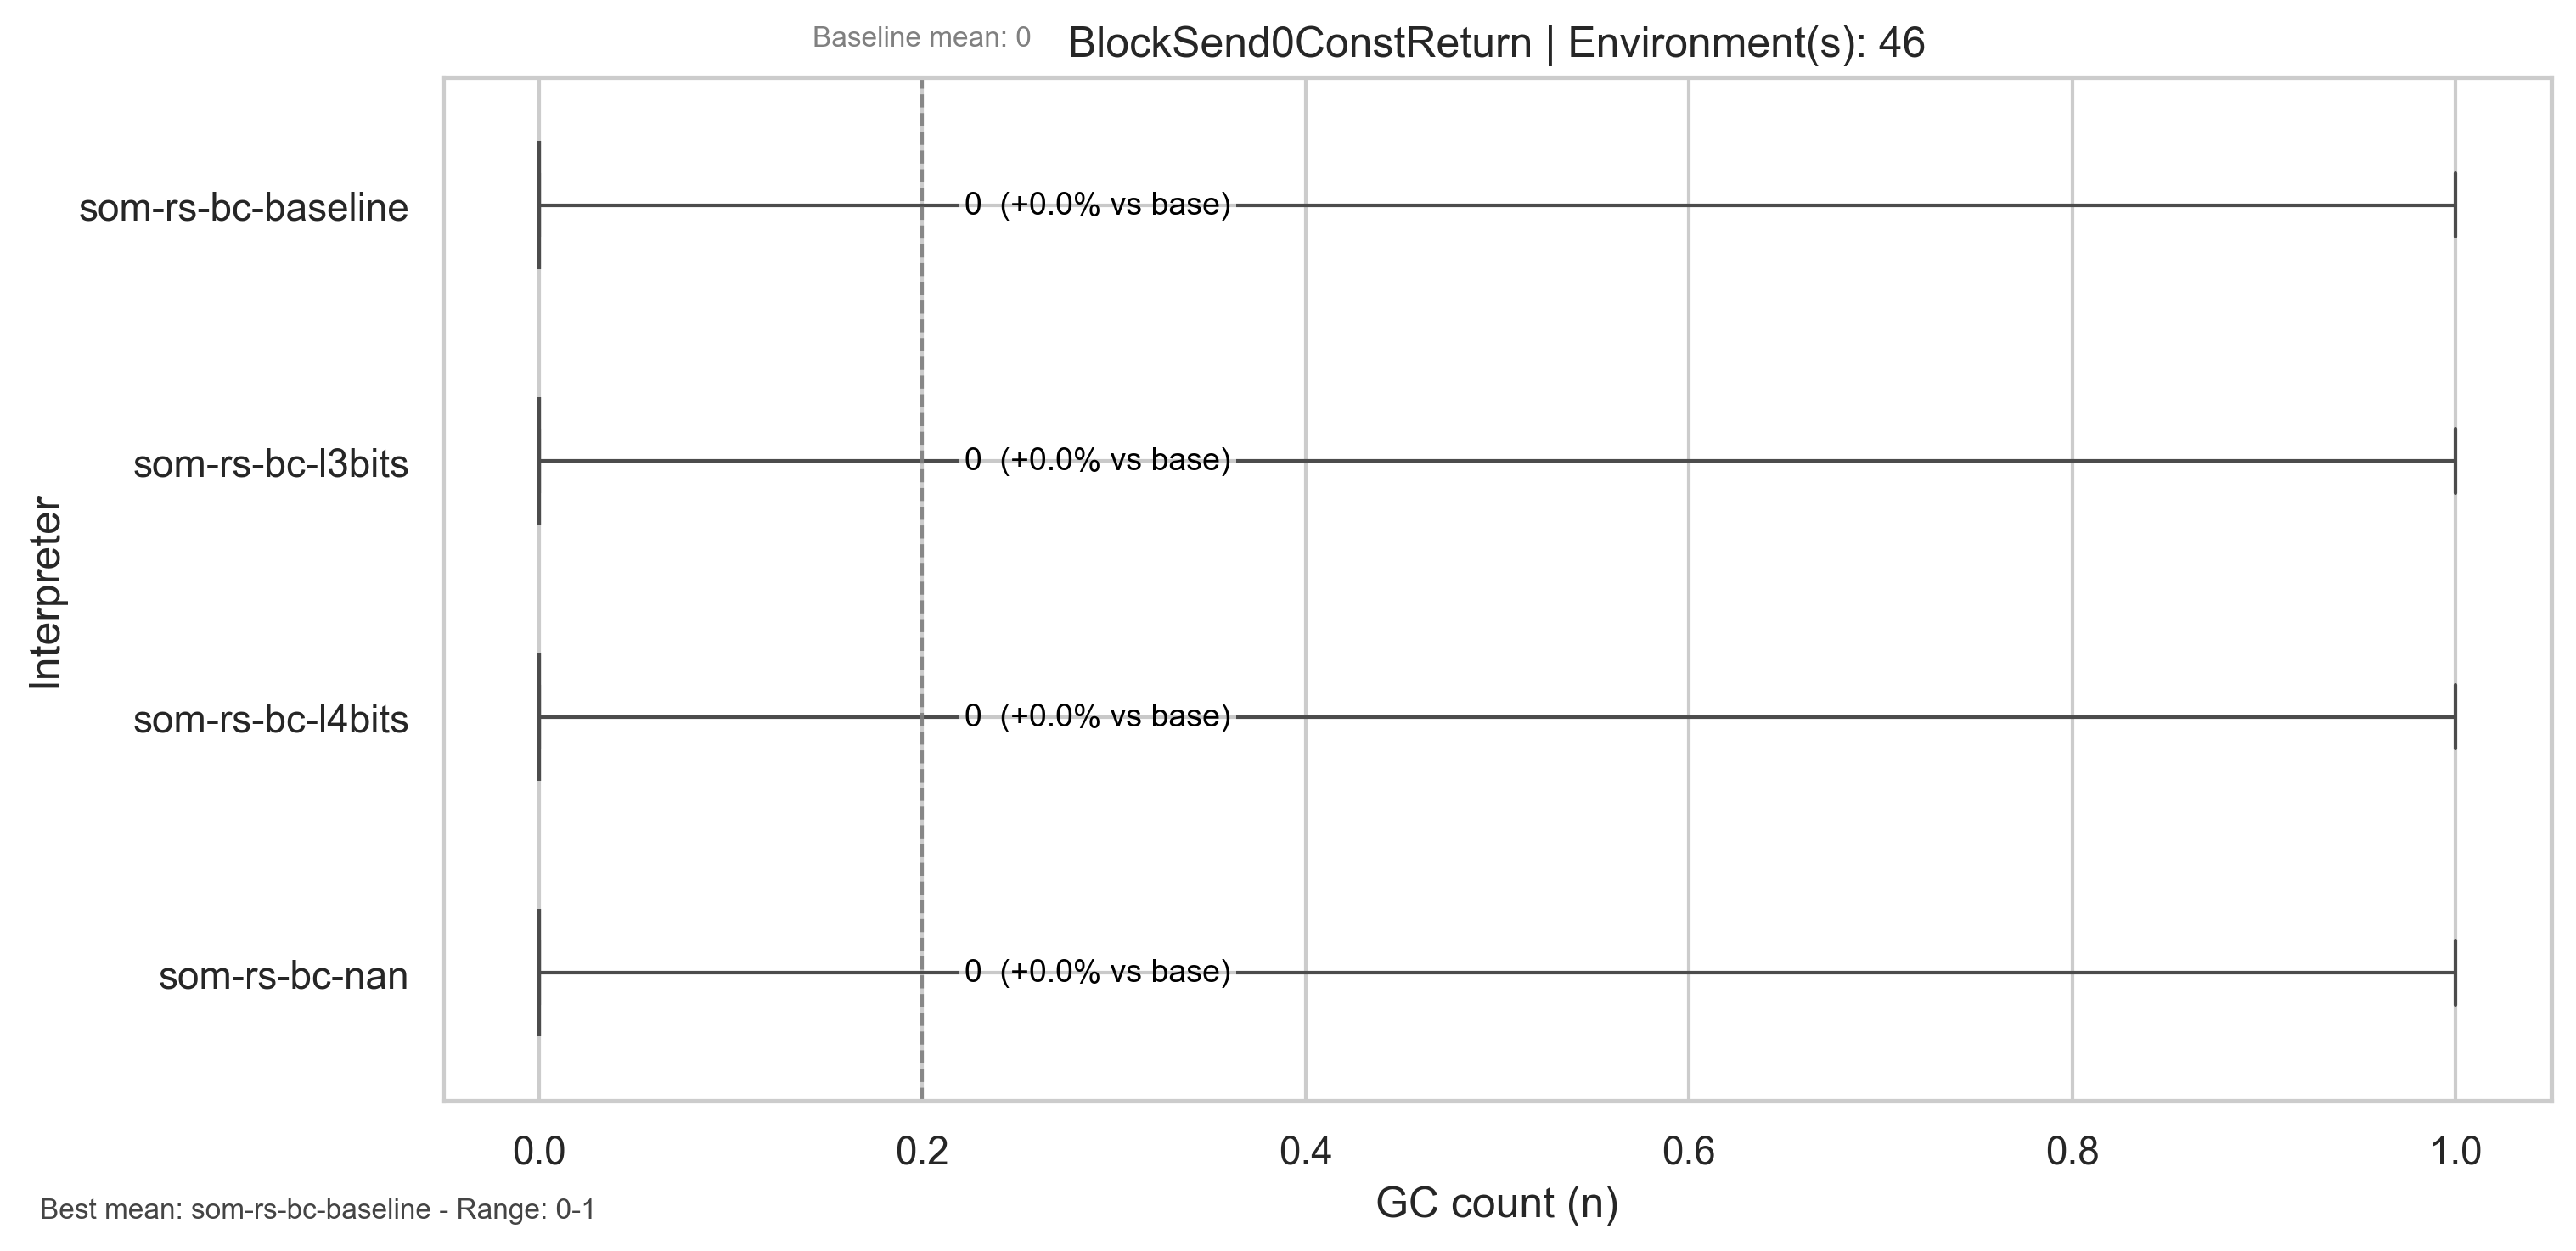 Baseline mean: 0
BlockSend0ConstReturn | Environment(s): 46
Interpreter
som-rs-bc-baseline
0  (+0.0% vs base)
som-rs-bc-l3bits
0  (+0.0% vs base)
som-rs-bc-l4bits
0  (+0.0% vs base)
som-rs-bc-nan
0  (+0.0% vs base)
0.0 0.2 0.4 0.6 0.8 1.0
GC count (n)
Best mean: som-rs-bc-baseline - Range: 0-1